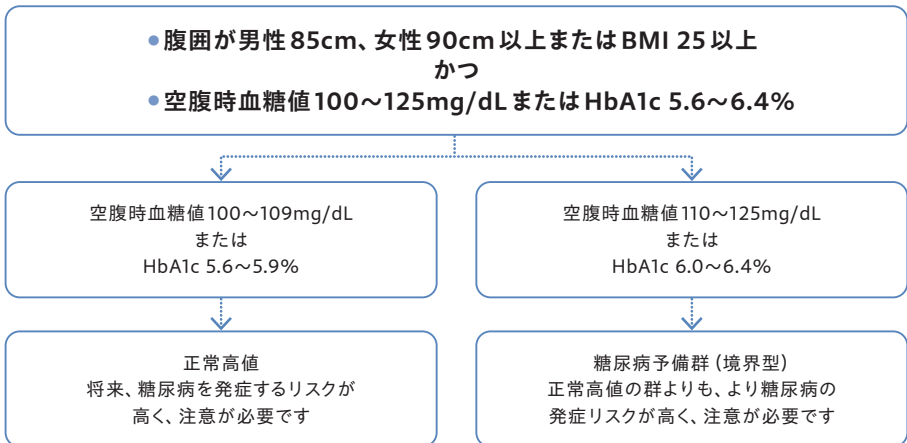 ●腹囲が男性85cm、女性90cm以上またはBMI 25以上
かつ
●空腹時血糖値100〜125mg/dLまたはHbA1c 5.6〜6.4%
空腹時血糖値100〜109mg/dL
または
HbA1c 5.6〜5.9%
空腹時血糖値110〜125mg/dL
または
HbA1c 6.0〜6.4%
正常高値
将来、糖尿病を発症するリスクが
高く、注意が必要です
糖尿病予備群(境界型)
正常高値の群よりも、より糖尿病の
発症リスクが高く、注意が必要です